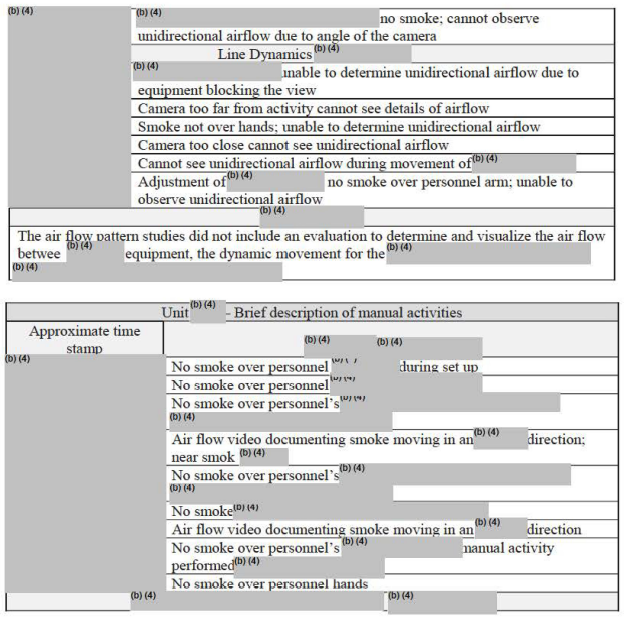 (b) (4) (b) (4) no smoke; cannot observe
unidirectional airflow due to angle of the camera
Line Dynamics (b) (4)
(b) (4) unable to determine unidirectional airflow due to
equipment blocking the view
Camera too far from activity cannot see details of airflow
Smoke not over hands; unable to determine unidirectional airflow
Camera too close cannot see unidirectional airflow
Cannot see unidirectional airflow during movement of (b) (4)
Adjustment of (b) (4) no smoke over personnel arm; unable to
observe unidirectional airflow
(b) (4)
The air flow pattern studies did not include an evaluation to determine and visualize the air flow
betwee (b) (4) equipment, the dynamic movement for the (b) (4)
(b) (4)
Unit (b) (4) – Brief description of manual activities
Approximate time
stamp
(b) (4) (b) (4)
(b) (4)
No smoke over personnel (b) (4) during set up
No smoke over personnel (b) (4)
No smoke over personnel's (b) (4)
(b) (4)
Air flow video documenting smoke moving in an (b) (4) direction;
near smok (b) (4)
No smoke over personnel's (b) (4)
(b) (4)
No smoke (b) (4)
Air flow video documenting smoke moving in an (b) (4) direction
No smoke over personnel's (b) (4) manual activity
performed (b) (4)
No smoke over personnel hands
(b) (4) (b) (4)